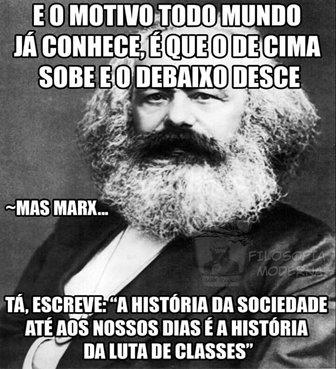 E O MOTIVO TODO MUNDO
JÁ CONHECE, É QUE O DE CIMA
SOBE E O DEBAIXO DESCE
~MAS MARX...
FILOSOFIA
MODERNA
TÁ, ESCREVE: “A HISTÓRIA DA SOCIEDADE
ATÉ AOS NOSSOS DIAS É A HISTÓRIA
DA LUTA DE CLASSES”